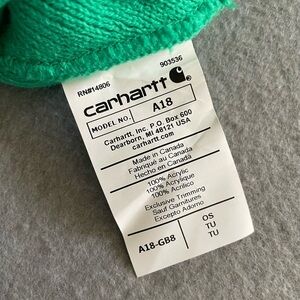 RN#14806 903536
carhartt
MODEL NO. A18
Carhartt, Inc. P.O. Box 600
Dearborn, MI 48121 USA
carhartt.com
Made in Canada
Fabriqué au Canada
Hecho en Canadá
100% Acrylic
100% Acrylique
100% Acrílico
Exclusive Trimming
Sauf Garnitures
Excepto Adorno
A18-GB8 OS
TU
TU